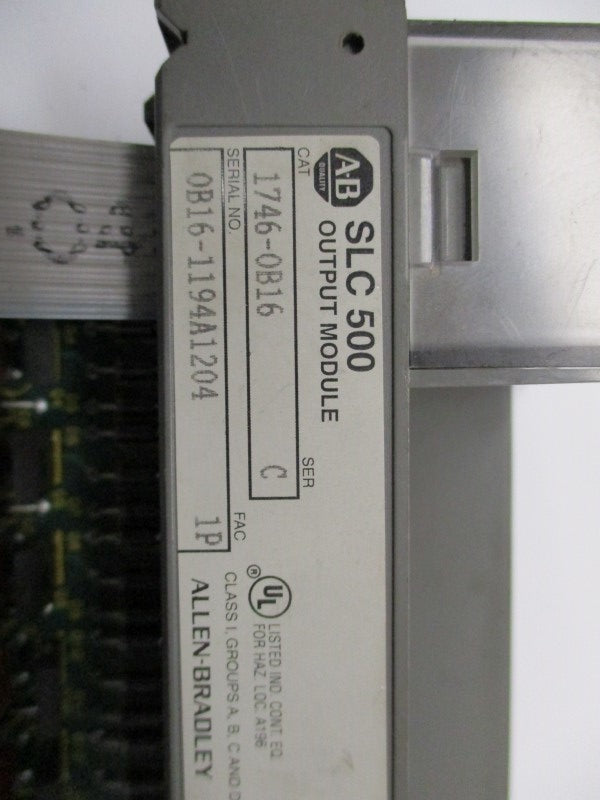 AB
QUALITY
SLC 500
OUTPUT MODULE
CAT
SER
1746-OB16 C
SERIAL NO.
FAC
OB16-1194A1204 1P
UL
®
LISTED IND. CONT. EQ.
FOR HAZ. LOC. A196
CLASS I, GROUPS A, B, C AND D
ALLEN-BRADLEY